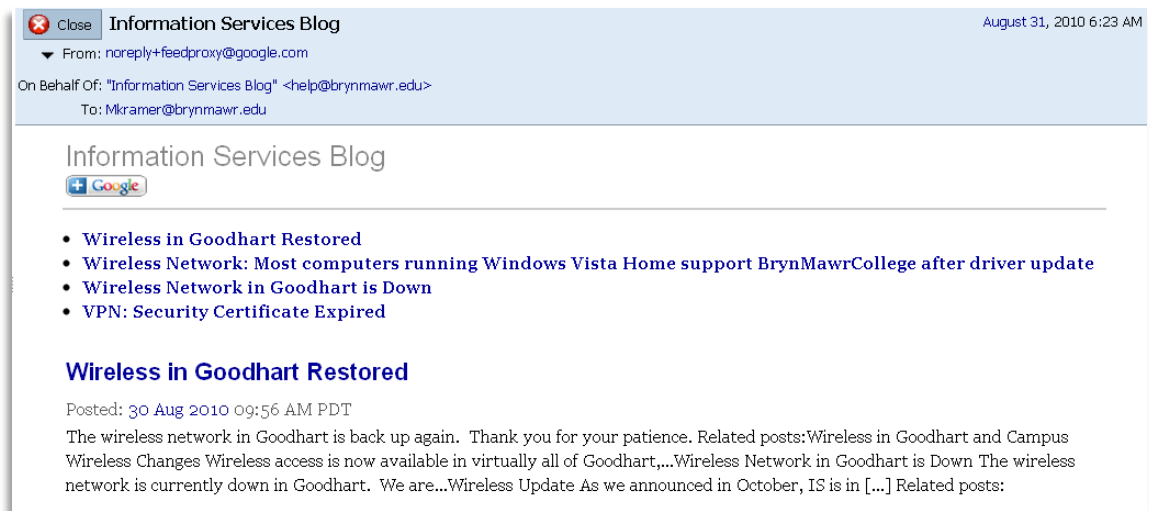 Close Information Services Blog August 31, 2010 6:23 AM
From: noreply+feedproxy@google.com
On Behalf Of: "Information Services Blog" <help@brynmawr.edu>
To: Mkramer@brynmawr.edu
Information Services Blog
Google
• Wireless in Goodhart Restored
• Wireless Network: Most computers running Windows Vista Home support BrynMawrCollege after driver update
• Wireless Network in Goodhart is Down
• VPN: Security Certificate Expired
Wireless in Goodhart Restored
Posted: 30 Aug 2010 09:56 AM PDT
The wireless network in Goodhart is back up again. Thank you for your patience. Related posts:Wireless in Goodhart and Campus
Wireless Changes Wireless access is now available in virtually all of Goodhart,...Wireless Network in Goodhart is Down The wireless
network is currently down in Goodhart. We are...Wireless Update As we announced in October, IS is in [...] Related posts: